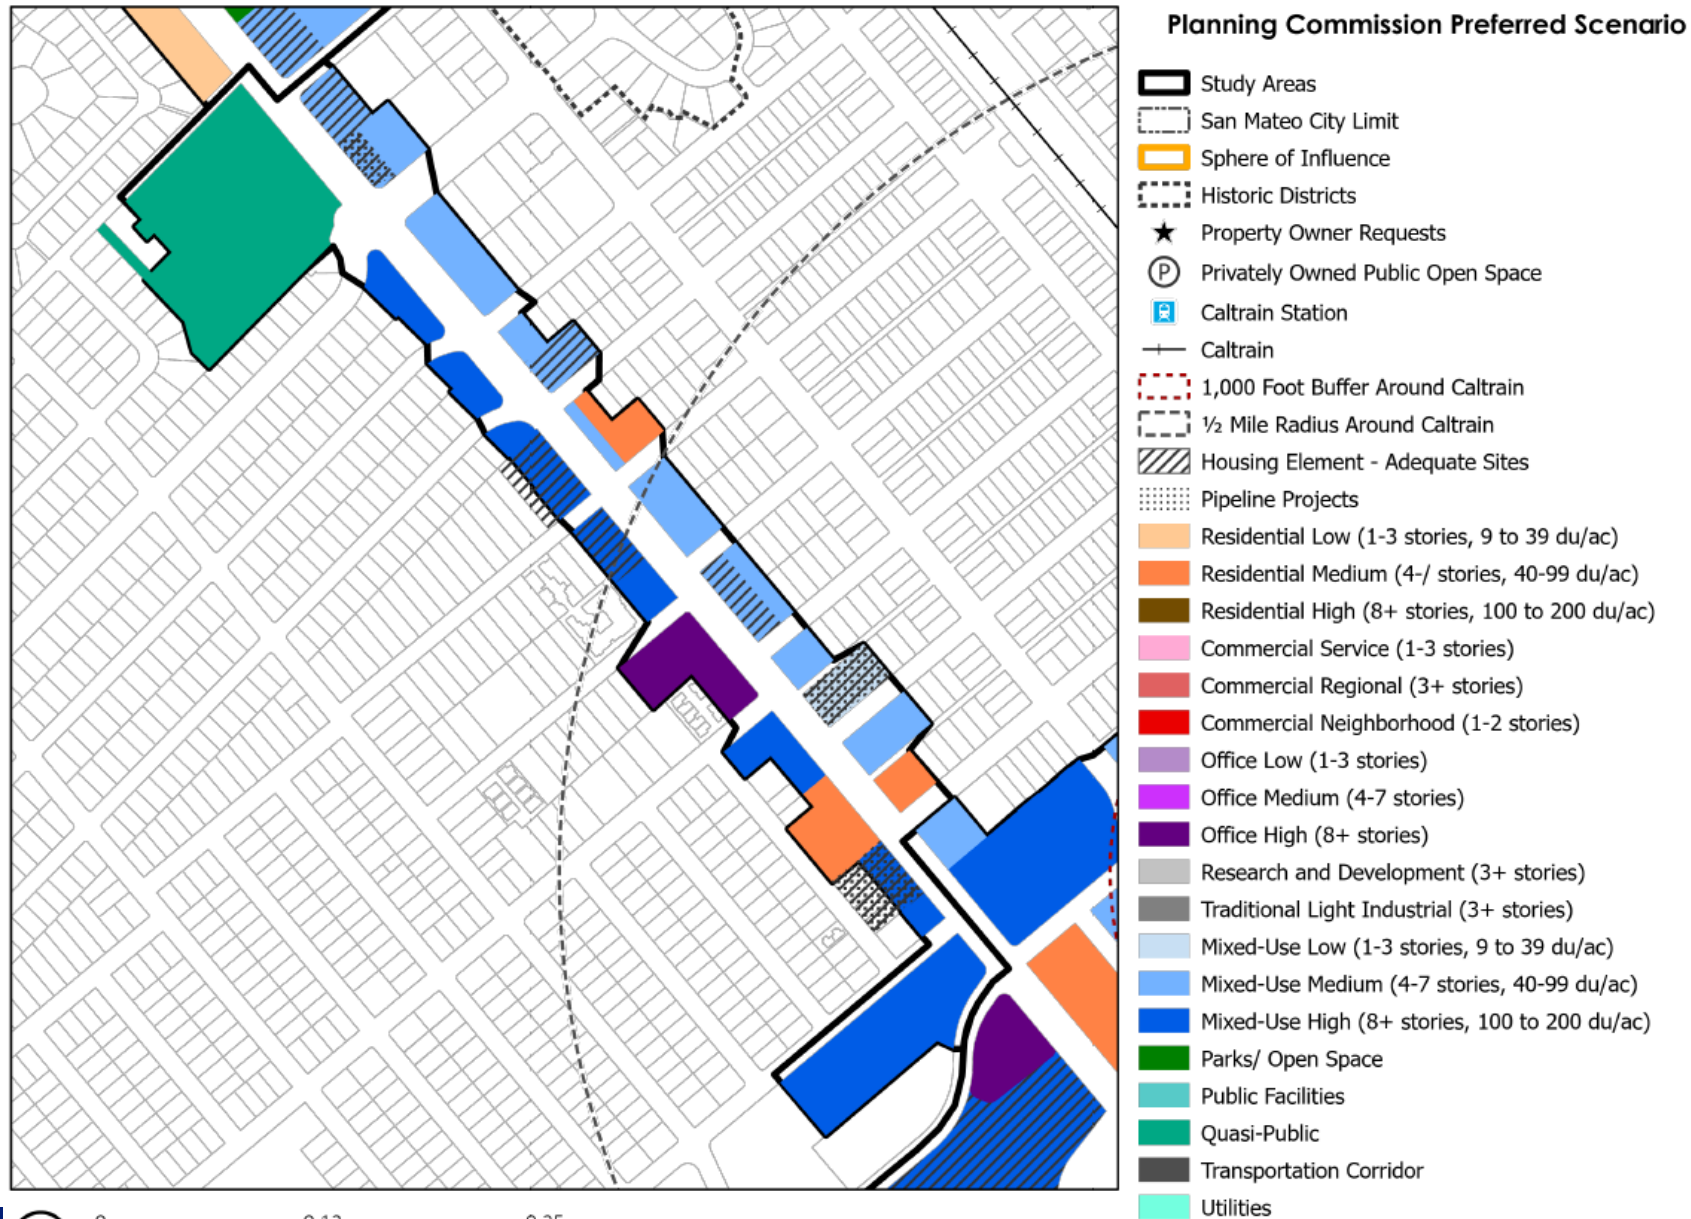 Planning Commission Preferred Scenario
Study Areas
San Mateo City Limit
Sphere of Influence
Historic Districts
Property Owner Requests
P Privately Owned Public Open Space
Caltrain Station
Caltrain
1,000 Foot Buffer Around Caltrain
½ Mile Radius Around Caltrain
Housing Element - Adequate Sites
Pipeline Projects
Residential Low (1-3 stories, 9 to 39 du/ac)
Residential Medium (4-/ stories, 40-99 du/ac)
Residential High (8+ stories, 100 to 200 du/ac)
Commercial Service (1-3 stories)
Commercial Regional (3+ stories)
Commercial Neighborhood (1-2 stories)
Office Low (1-3 stories)
Office Medium (4-7 stories)
Office High (8+ stories)
Research and Development (3+ stories)
Traditional Light Industrial (3+ stories)
Mixed-Use Low (1-3 stories, 9 to 39 du/ac)
Mixed-Use Medium (4-7 stories, 40-99 du/ac)
Mixed-Use High (8+ stories, 100 to 200 du/ac)
Parks/ Open Space
Public Facilities
Quasi-Public
Transportation Corridor
Utilities